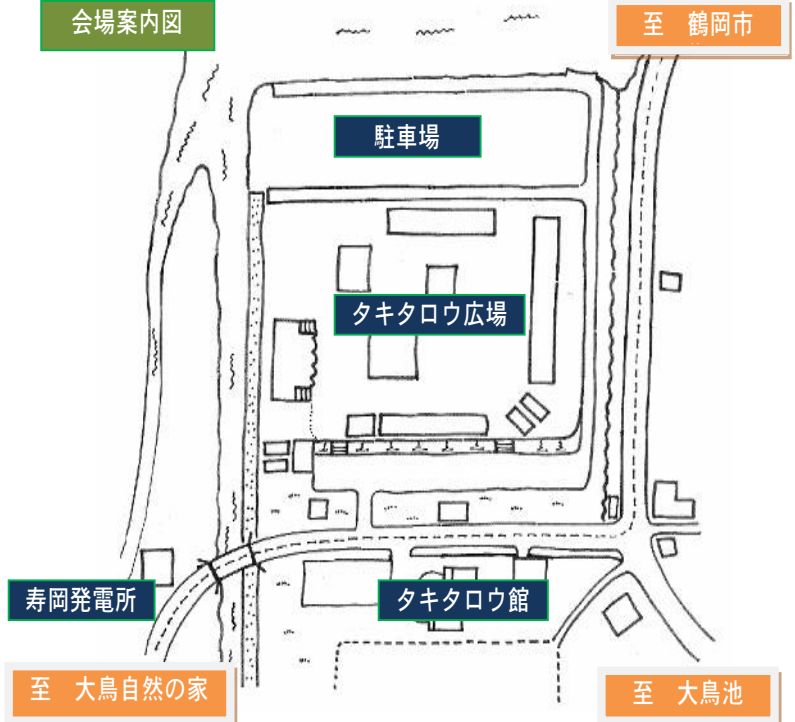 会場案内図
至　鶴岡市
駐車場
タキタロウ広場
寿岡発電所
タキタロウ館
至　大鳥自然の家
至　大鳥池